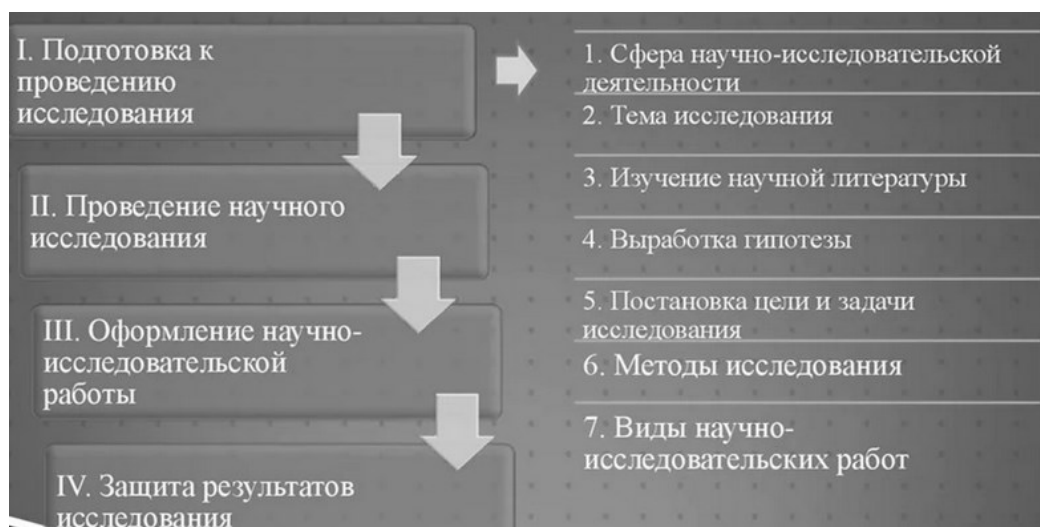 I. Подготовка к
проведению
исследования
II. Проведение научного
исследования
III. Оформление научно-
исследовательской
работы
IV. Защита результатов
исследования
1. Сфера научно-исследовательской
деятельности
2. Тема исследования
3. Изучение научной литературы
4. Выработка гипотезы
5. Постановка цели и задачи
исследования
6. Методы исследования
7. Виды научно-
исследовательских работ